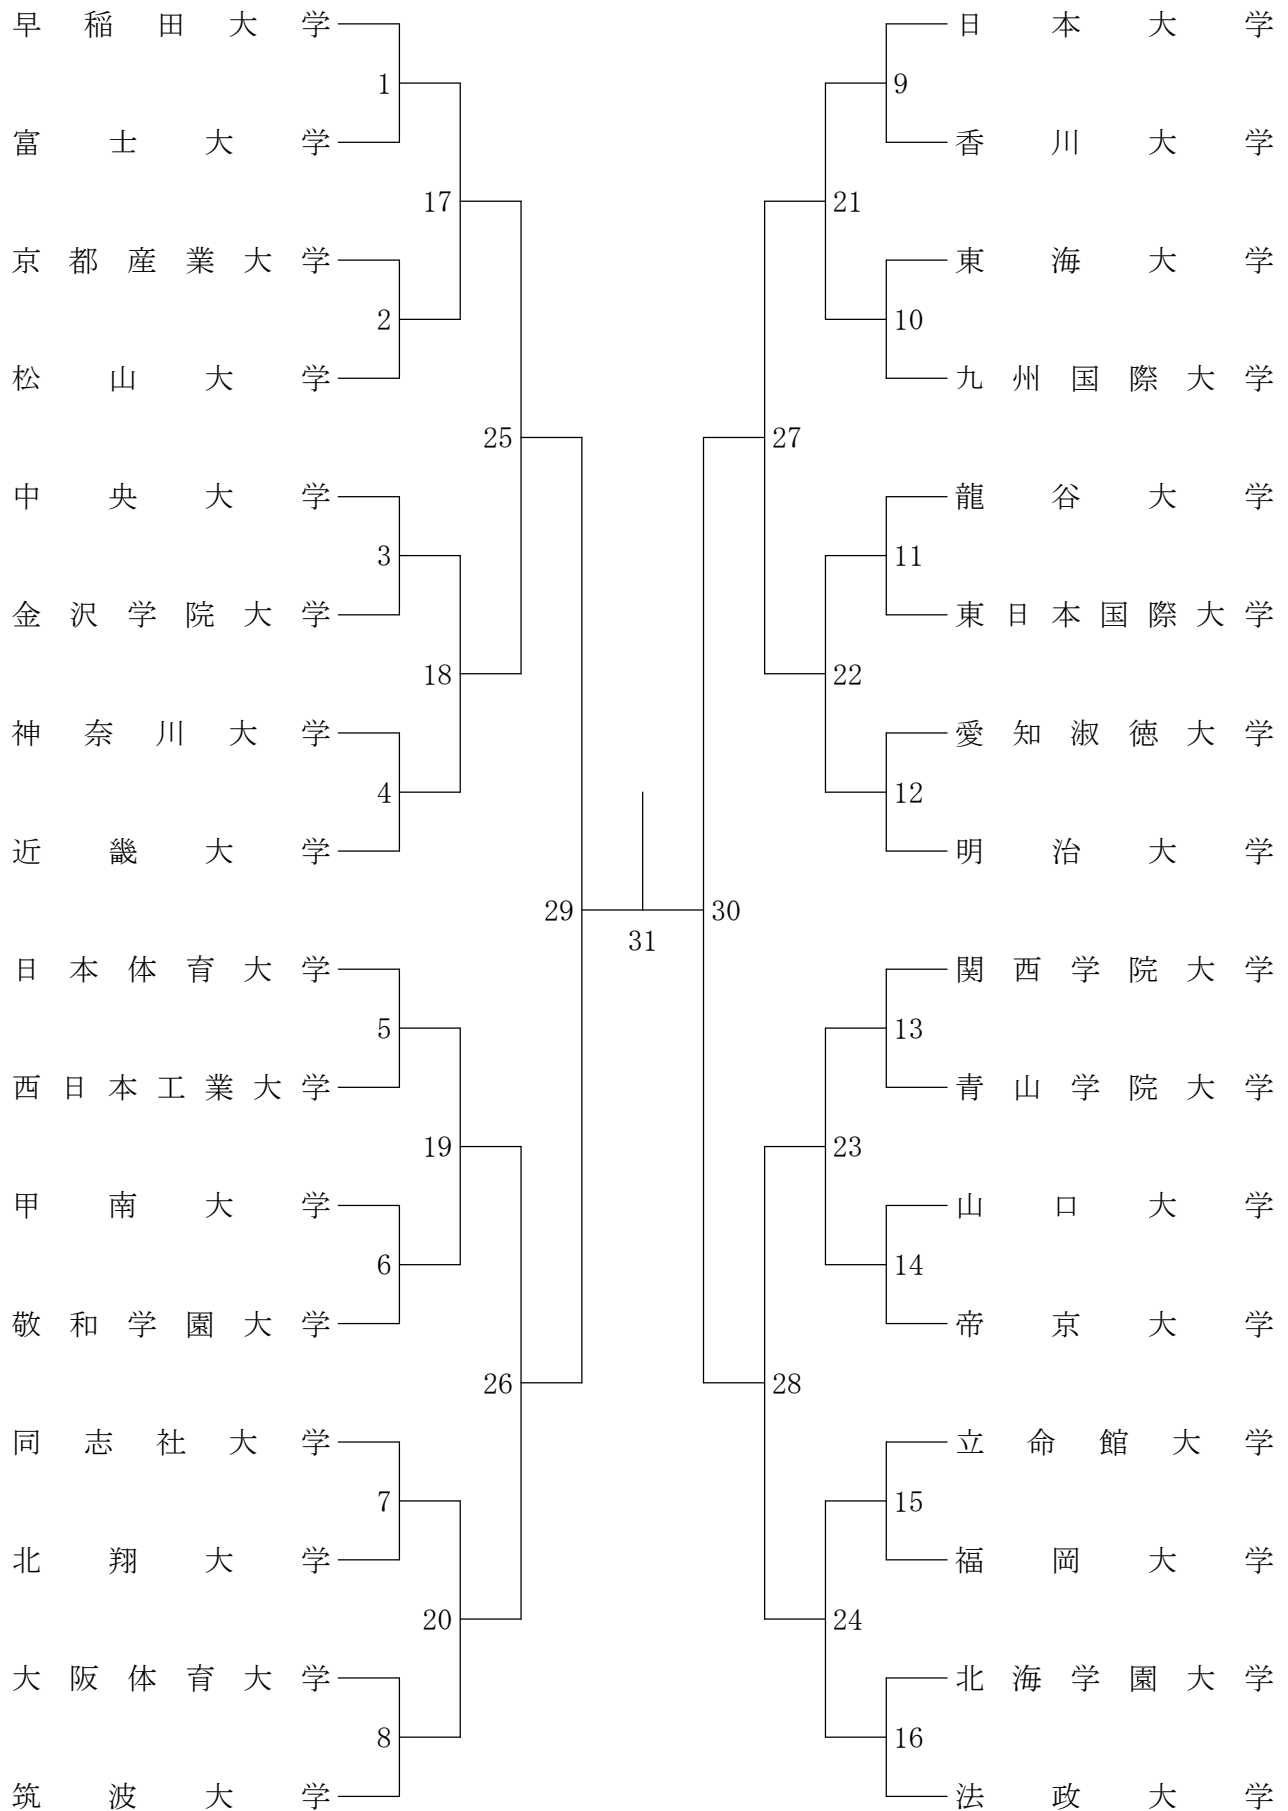 早稲田大学
1
富士大学
17
京都産業大学
2
松山大学
25
中央大学
3
金沢学院大学
18
神奈川大学
4
近畿大学
29
日本体育大学
5
西日本工業大学
19
甲南大学
6
敬和学園大学
26
同志社大学
7
北翔大学
20
大阪体育大学
8
筑波大学
31
日本大学
9
香川大学
21
東海大学
10
九州国際大学
27
龍谷大学
11
東日本国際大学
22
愛知淑徳大学
12
明治大学
30
関西学院大学
13
青山学院大学
23
山口大学
14
帝京大学
28
立命館大学
15
福岡大学
24
北海学園大学
16
法政大学